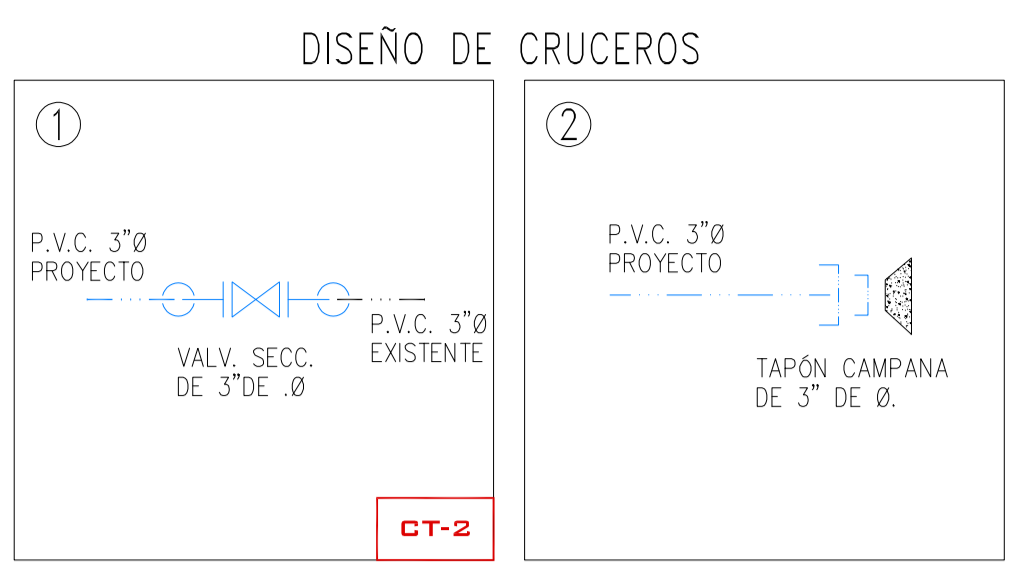 DISEÑO DE CRUCEROS
1
P.V.C. 3"Ø
PROYECTO
P.V.C. 3"Ø
EXISTENTE
VALV. SECC.
DE 3"DE .Ø
CT-2
2
P.V.C. 3"Ø
PROYECTO
TAPÓN CAMPANA
DE 3" DE Ø.